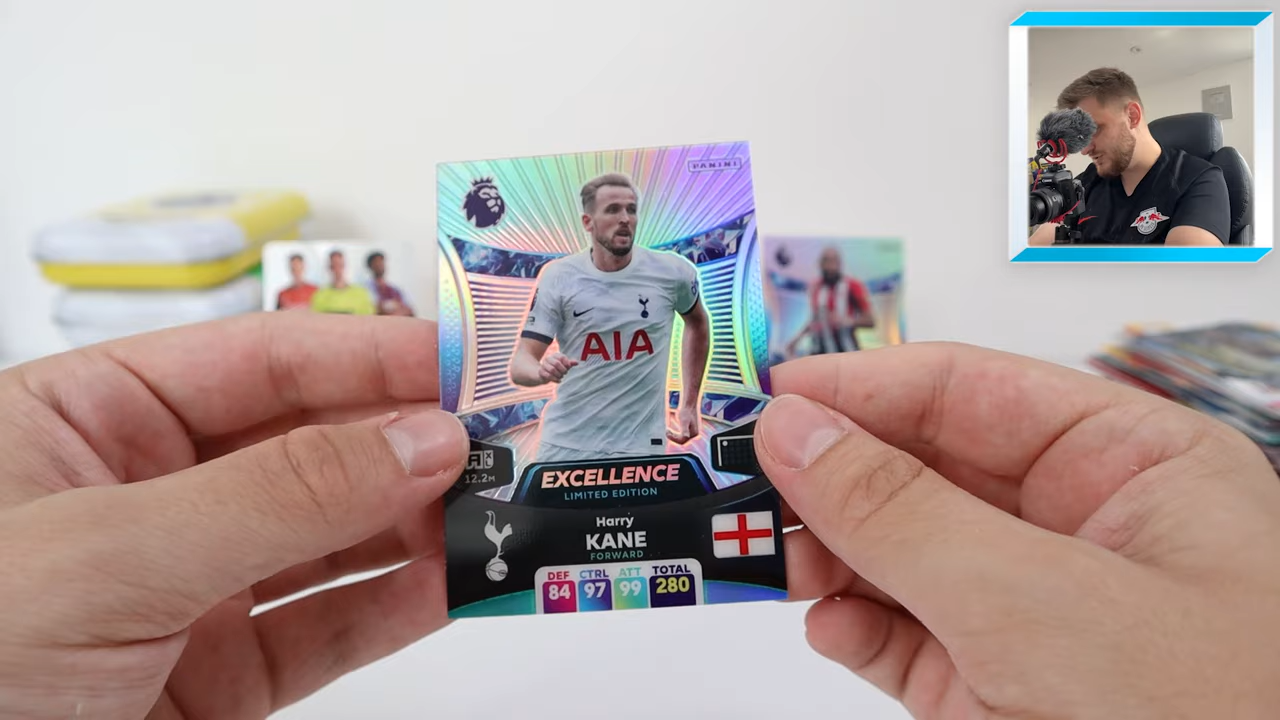 PANINI
AIA
12.2M
EXCELLENCE
LIMITED EDITION
Harry
KANE
FORWARD
DEF CTRL ATT TOTAL
84 97 99 280